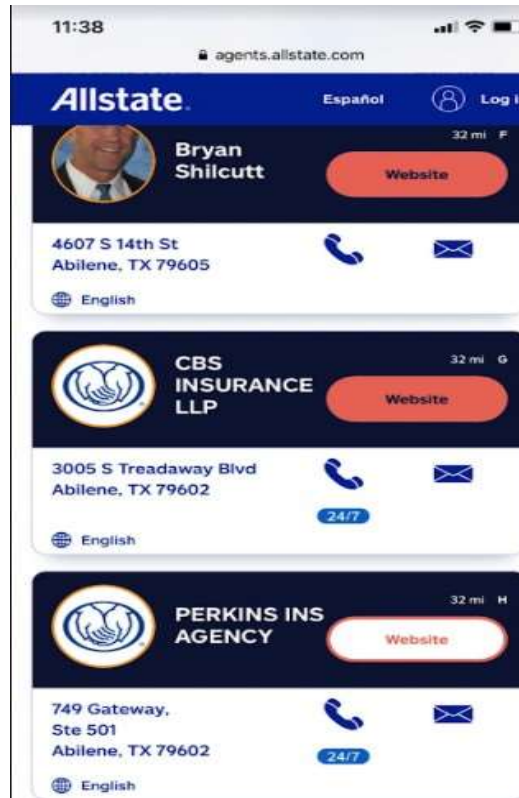 11:38
agents.allstate.com
Allstate.
Español
Log i
32 mi F
Bryan
Shilcutt
Website
4607 S 14th St
Abilene, TX 79605
English
32 mi G
CBS
INSURANCE
LLP
Website
3005 S Treadaway Blvd
Abilene, TX 79602
24/7
English
32 mi H
PERKINS INS
AGENCY
Website
749 Gateway,
Ste 501
Abilene, TX 79602
24/7
English